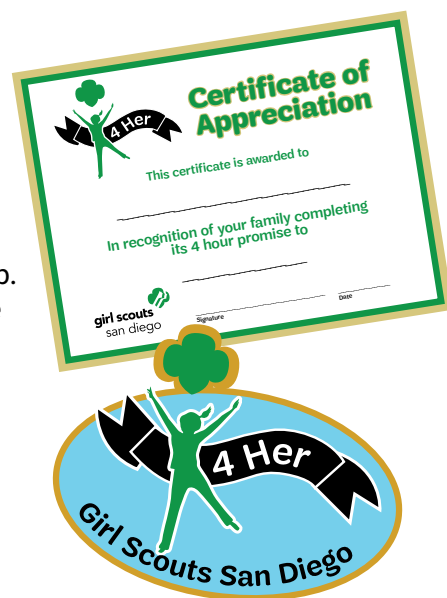 Certificate of
Appreciation
4 Her
This certificate is awarded to
In recognition of your family completing
its 4 hour promise to
girl scouts
san diego
Signature
Date
4 Her
Girl Scouts San Diego